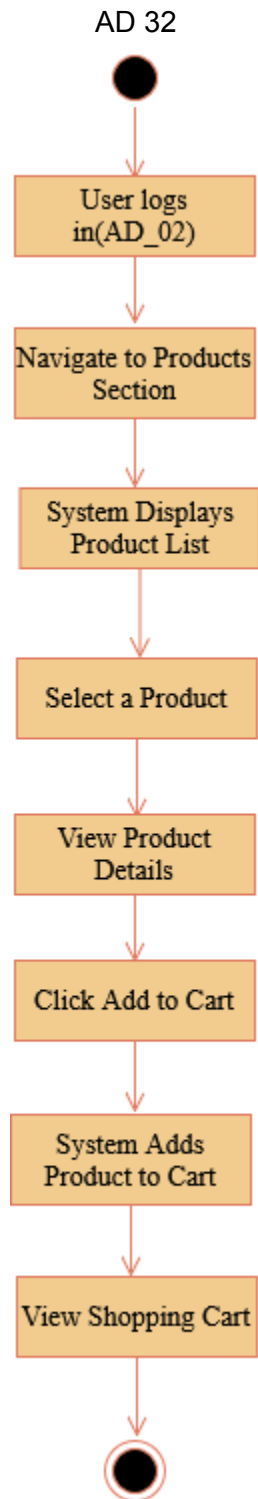 AD 32
User logs
in(AD_02)
Navigate to Products
Section
System Displays
Product List
Select a Product
View Product
Details
Click Add to Cart
System Adds
Product to Cart
View Shopping Cart